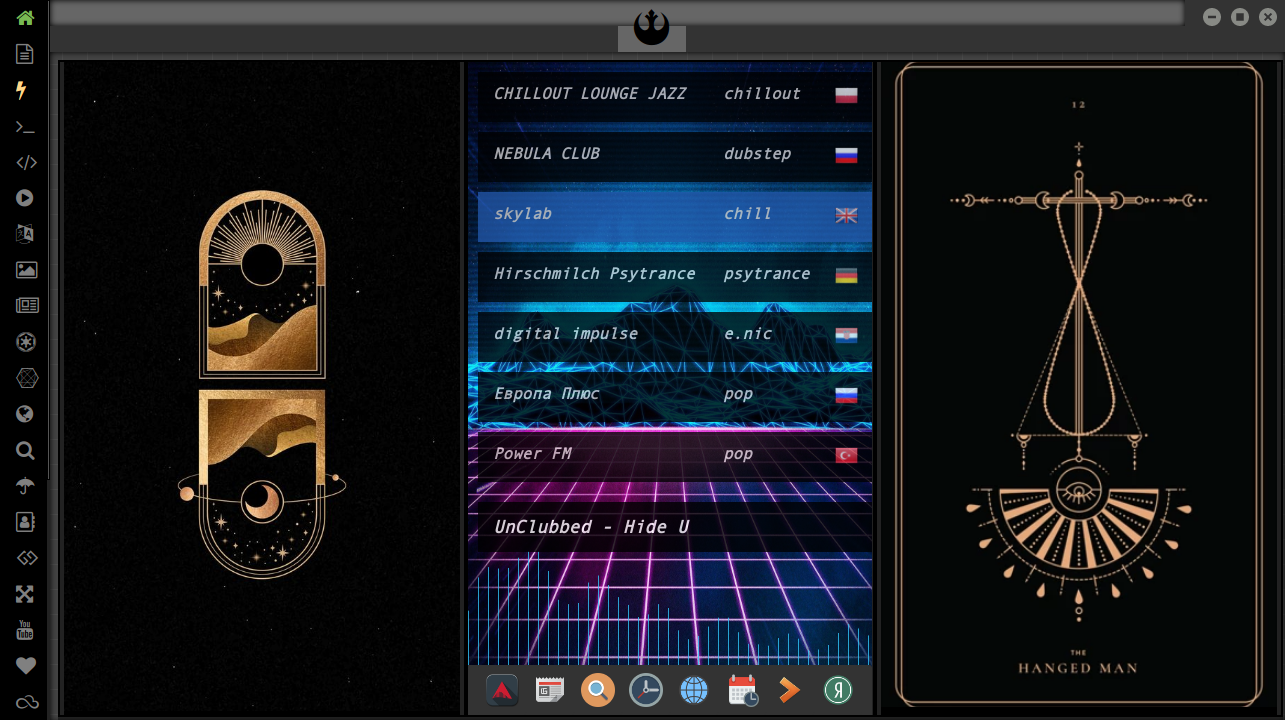 CHILLOUT LOUNGE JAZZ chillout
NEBULA CLUB dubstep
skylab chill
Hirschmilch Psytrance psytrance
digital impulse e.nic
Европа Плюс pop
Power FM pop
UnClubbed - Hide U
12
THE
HANGED MAN
You
Tube
Я